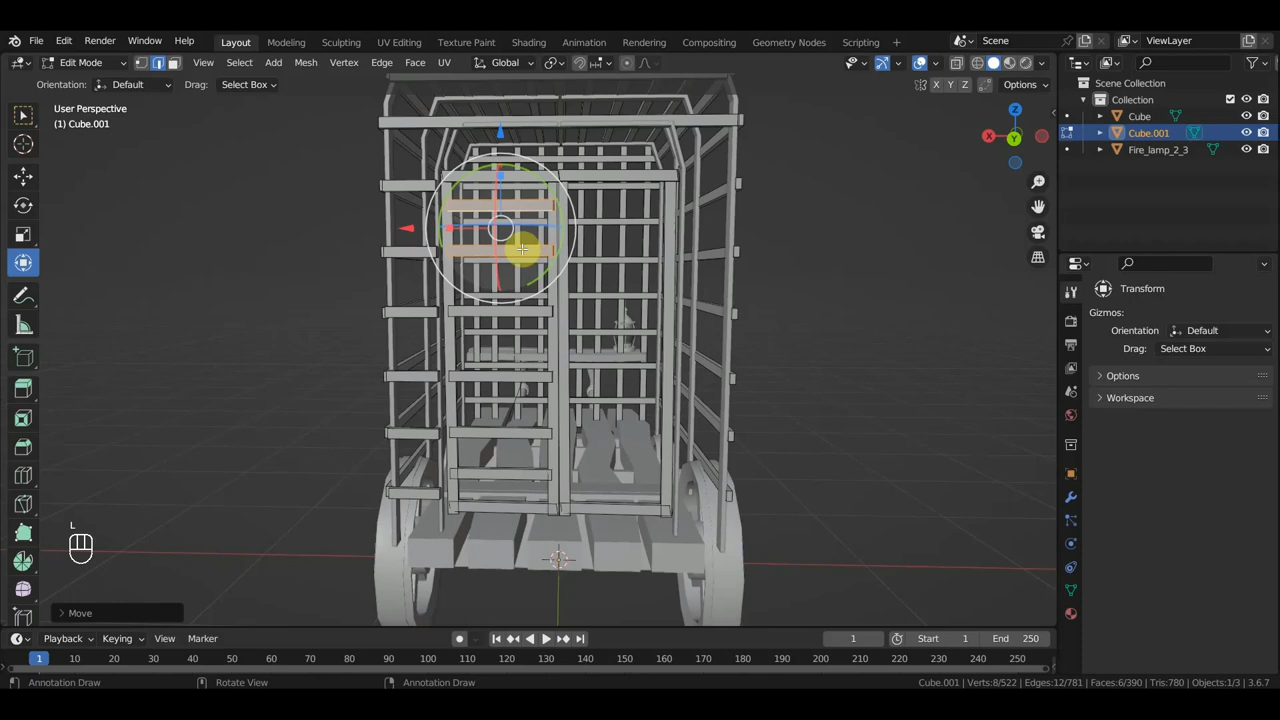 File Edit Render Window Help Layout Modeling Sculpting UV Editing Texture Paint Shading Animation Rendering Compositing Geometry Nodes Scripting + Scene ViewLayer
Edit Mode View Select Add Mesh Vertex Edge Face UV Global
Orientation: Default Drag: Select Box X Y Z Options
User Perspective
(1) Cube.001
Z
X
Y
Scene Collection
Collection
Cube
Cube.001
Fire_lamp_2_3
Transform
Gizmos:
Orientation Default
Drag: Select Box
Options
Workspace
L
Move
Playback Keying View Marker 1 Start 1 End 250
1 10 20 30 40 50 60 70 80 90 100 110 120 130 140 150 160 170 180 190 200 210 220 230 240 250
Annotation Draw Rotate View Annotation Draw Cube.001 | Verts:8/522 | Edges:12/781 | Faces:6/390 | Tris:780 | Objects:1/3 | 3.6.7